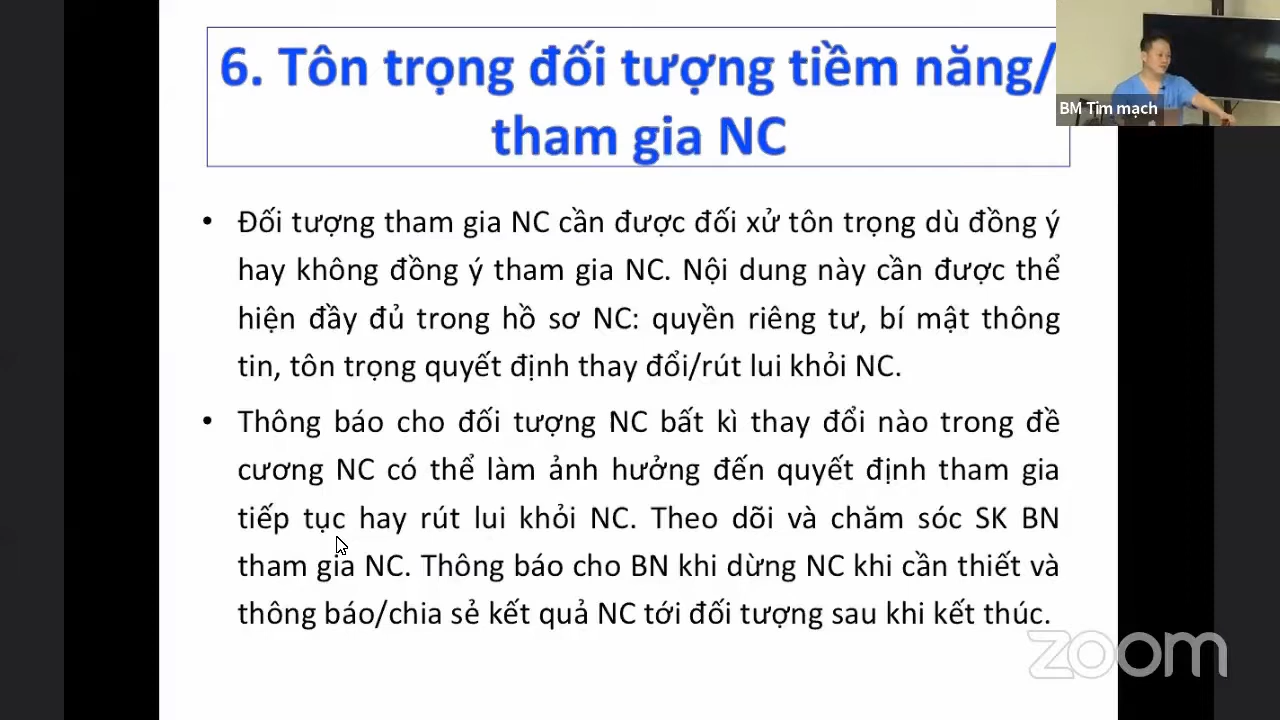 6. Tôn trọng đối tượng tiềm năng/
tham gia NC
BM Tim mạch
• Đối tượng tham gia NC cần được đối xử tôn trọng dù đồng ý
hay không đồng ý tham gia NC. Nội dung này cần được thể
hiện đầy đủ trong hồ sơ NC: quyền riêng tư, bí mật thông
tin, tôn trọng quyết định thay đổi/rút lui khỏi NC.
• Thông báo cho đối tượng NC bất kì thay đổi nào trong đề
cương NC có thể làm ảnh hưởng đến quyết định tham gia
tiếp tục hay rút lui khỏi NC. Theo dõi và chăm sóc SK BN
tham gia NC. Thông báo cho BN khi dừng NC khi cần thiết và
thông báo/chia sẻ kết quả NC tới đối tượng sau khi kết thúc.
zoom